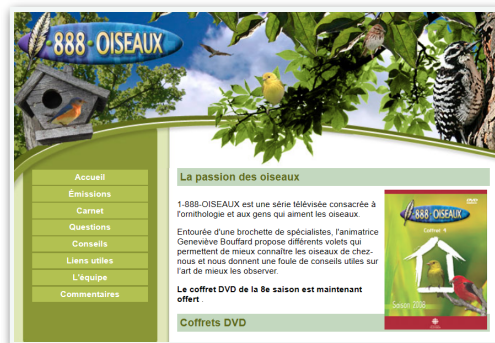 ·888·OISEAUX
Accueil
Émissions
Carnet
Questions
Conseils
Liens utiles
L'équipe
Commentaires
La passion des oiseaux
1-888-OISEAUX est une série télévisée consacrée à
l'ornithologie et aux gens qui aiment les oiseaux.
Entourée d'une brochette de spécialistes, l'animatrice
Geneviève Bouffard propose différents volets qui
permettent de mieux connaître les oiseaux de chez-
nous et nous donnent une foule de conseils utiles sur
l'art de mieux les observer.
Le coffret DVD de la 8e saison est maintenant
offert .
DVD
888·OISEAUX
Saison 2008
Coffrets DVD